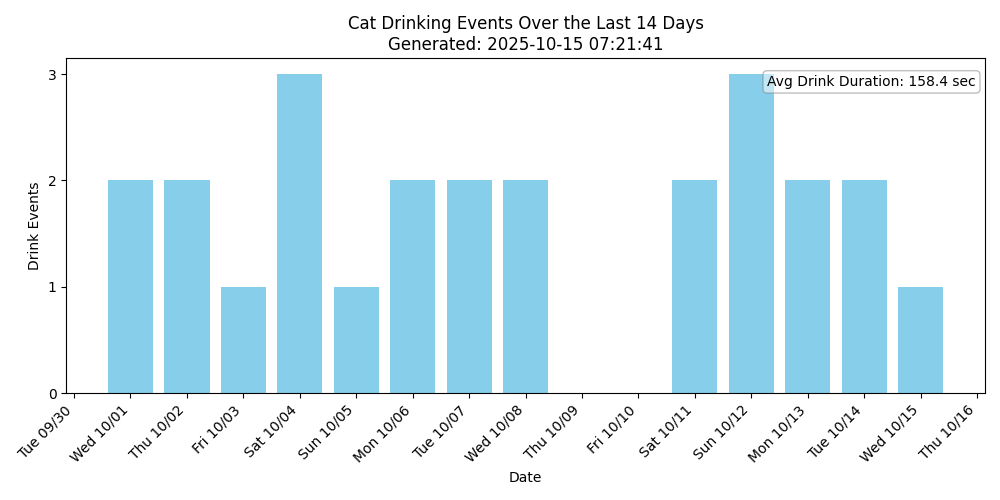 Cat Drinking Events Over the Last 14 Days
Generated: 2025-10-15 07:21:41
Avg Drink Duration: 158.4 sec
Drink Events
3
2
1
0
Tue 09/30
Wed 10/01
Thu 10/02
Fri 10/03
Sat 10/04
Sun 10/05
Mon 10/06
Tue 10/07
Wed 10/08
Thu 10/09
Fri 10/10
Sat 10/11
Sun 10/12
Mon 10/13
Tue 10/14
Wed 10/15
Thu 10/16
Date